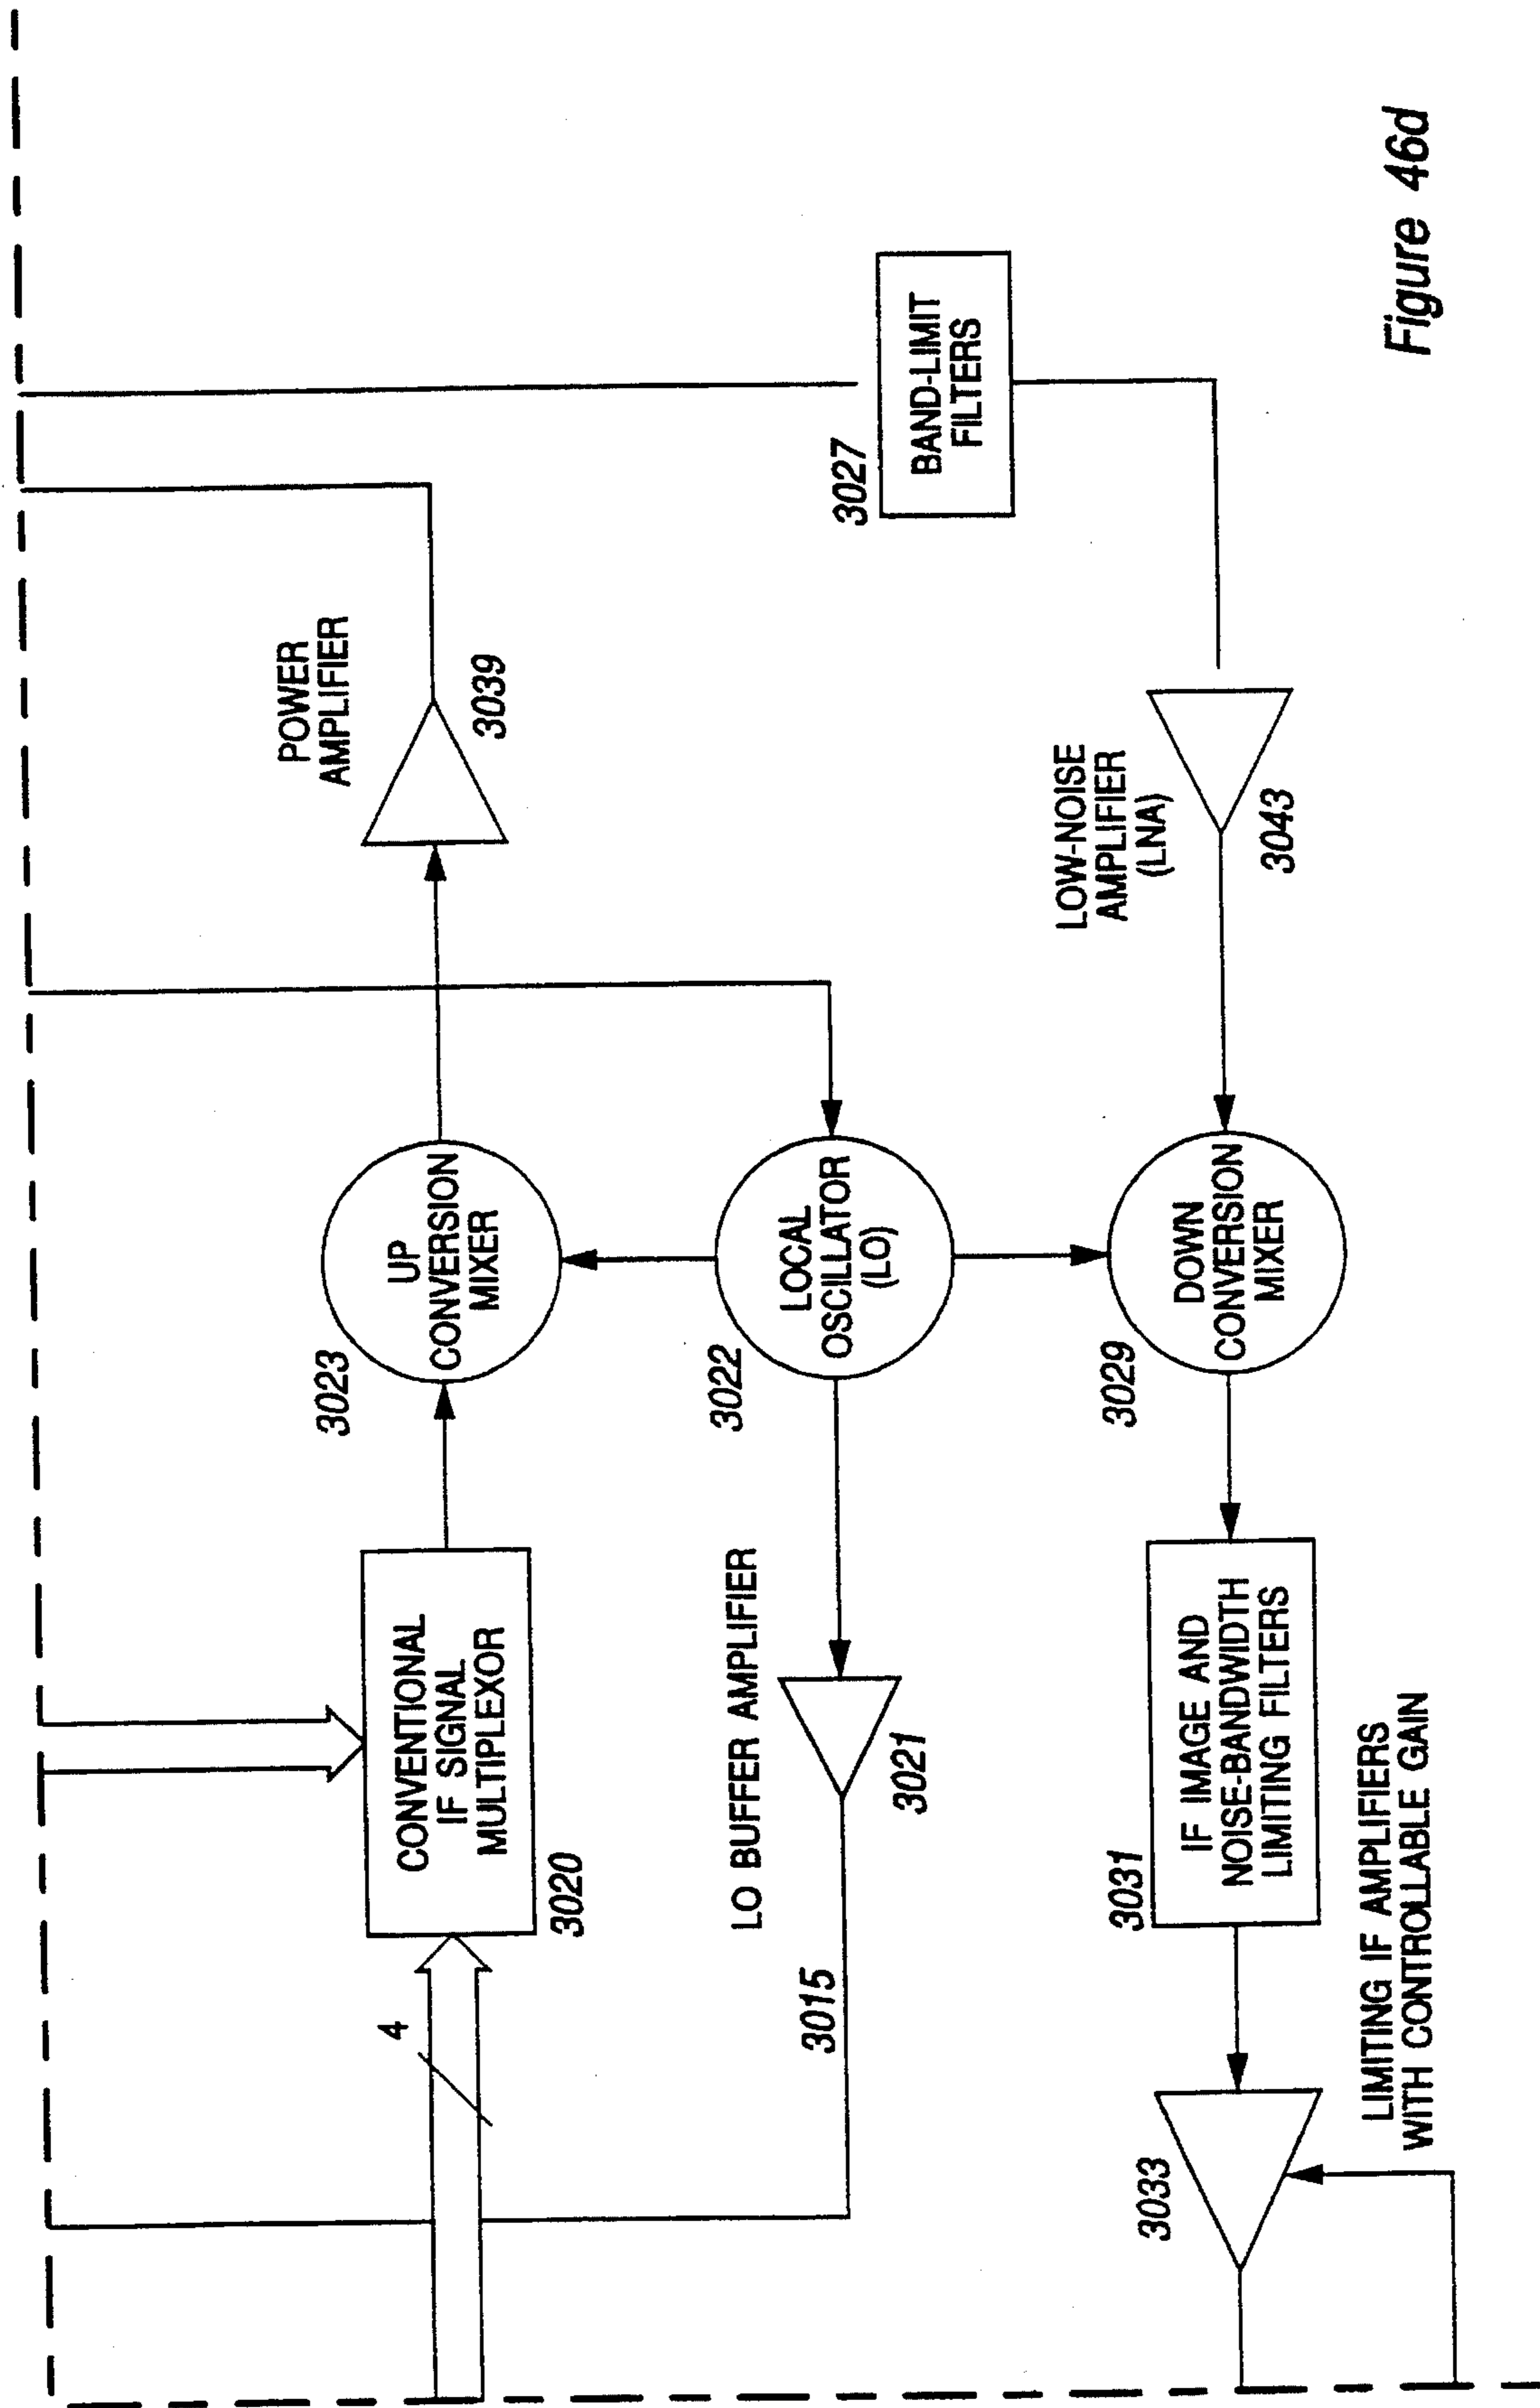 POWER
AMPLIFIER
3039
3023
UP
CONVERSION
MIXER
CONVENTIONAL
IF SIGNAL
MULTIPLEXOR
3020
4
3027
BAND-LIMIT
FILTERS
3022
LOCAL
OSCILLATOR
(LO)
LO BUFFER AMPLIFIER
3021
3015
LOW-NOISE
AMPLIFIER
(LNA)
3043
3029
DOWN
CONVERSION
MIXER
3031
IF IMAGE AND
NOISE-BANDWIDTH
LIMITING FILTERS
3033
LIMITING IF AMPLIFIERS
WITH CONTROLLABLE GAIN
Figure 46d